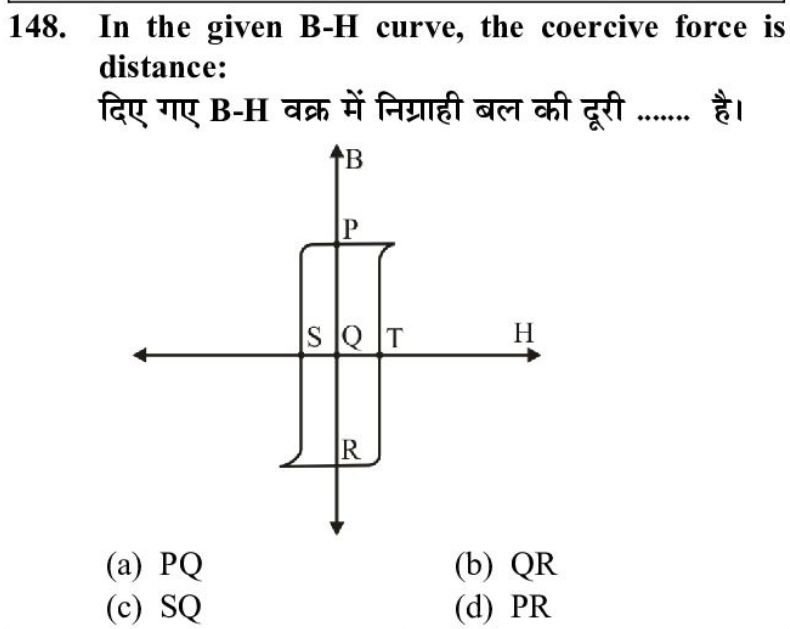 148. In the given B-H curve, the coercive force is
distance:
दिए गए B-H वक्र में निग्राही बल की दूरी ....... है।
B
P
S Q T H
R
(a) PQ (b) QR
(c) SQ (d) PR